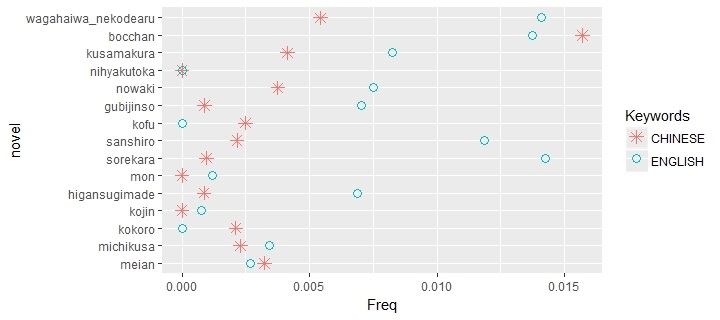 wagahaiwa_nekodearu
bocchan
kusamakura
nihyakutoka
nowaki
gubijinso
kofu
sanshiro
sorekara
mon
higansugimade
kojin
kokoro
michikusa
meian
novel
0.000 0.005 0.010 0.015
Freq
Keywords
CHINESE
ENGLISH